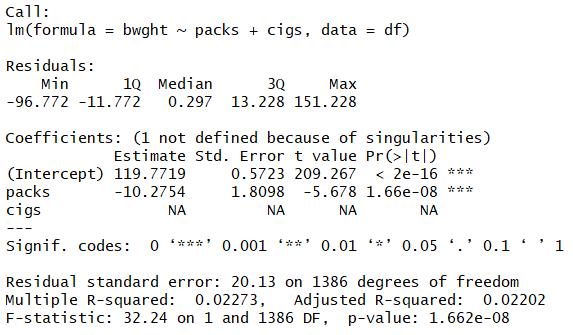 Call:
lm(formula = bwght ~ packs + cigs, data = df)

Residuals:
    Min      1Q  Median      3Q     Max
-96.772 -11.772   0.297  13.228 151.228

Coefficients: (1 not defined because of singularities)
            Estimate Std. Error t value Pr(>|t|)
(Intercept) 119.7719     0.5723 209.267  < 2e-16 ***
packs       -10.2754     1.8098  -5.678 1.66e-08 ***
cigs              NA         NA      NA       NA
---
Signif. codes:  0 ‘***’ 0.001 ‘**’ 0.01 ‘*’ 0.05 ‘.’ 0.1 ‘ ’ 1

Residual standard error: 20.13 on 1386 degrees of freedom
Multiple R-squared:  0.02273,	Adjusted R-squared:  0.02202
F-statistic: 32.24 on 1 and 1386 DF,  p-value: 1.662e-08